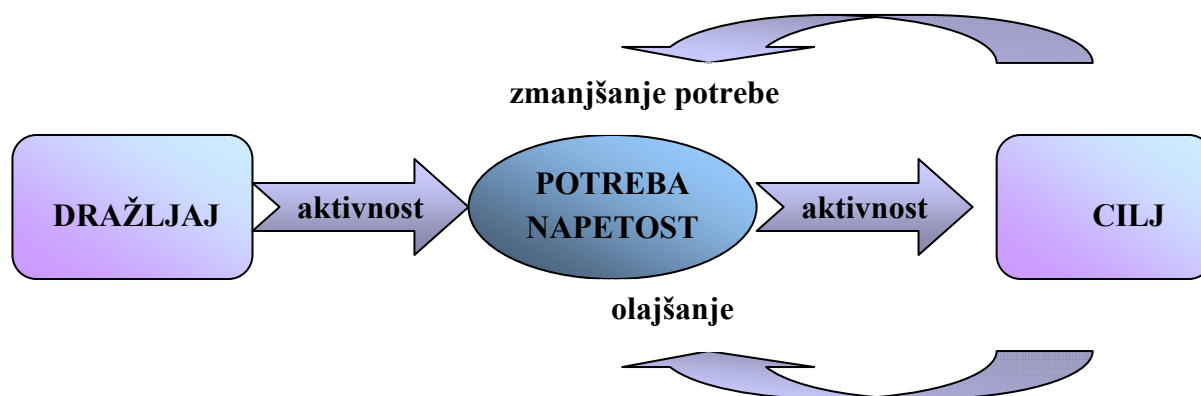 zmanjšanje potrebe
DRAŽLJAJ
aktivnost
POTREBA
NAPETOST
aktivnost
CILJ
olajšanje